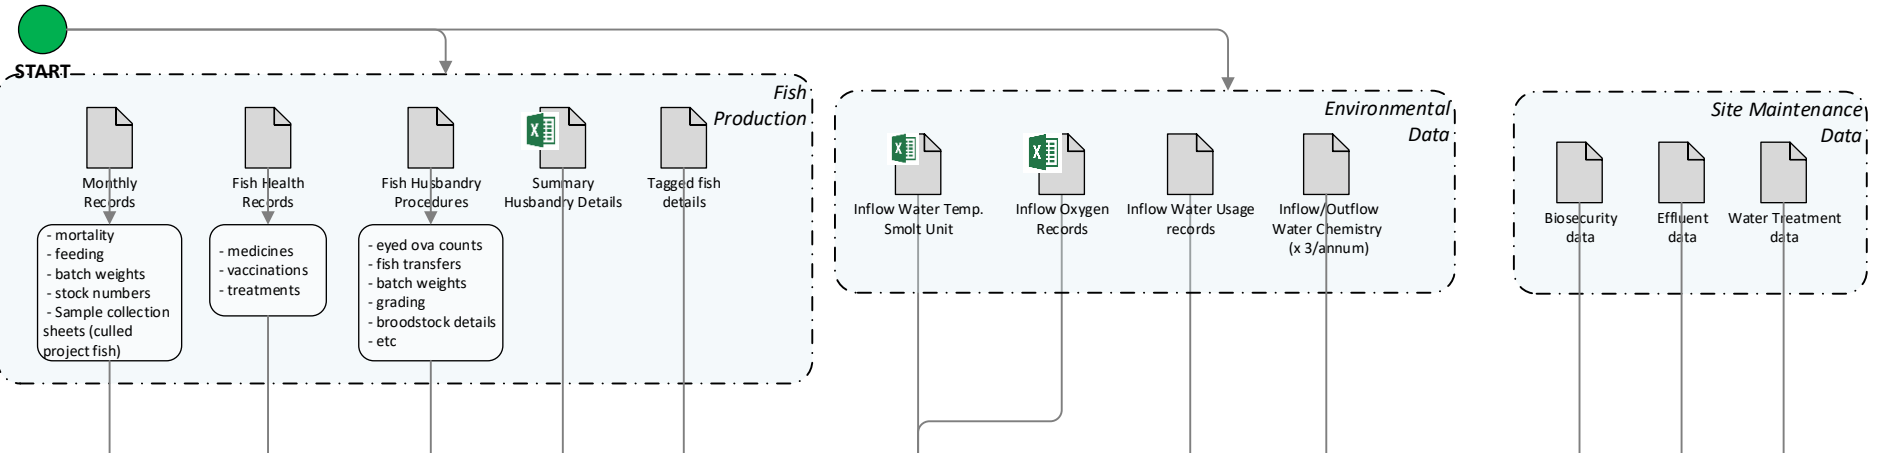 START
Fish
Production
Monthly
Records
Fish Health
Records
Fish Husbandry
Procedures
Summary
Husbandry Details
Tagged fish
details
- mortality
- feeding
- batch weights
- stock numbers
- Sample collection
sheets (culled
project fish)
- medicines
- vaccinations
- treatments
- eyed ova counts
- fish transfers
- batch weights
- grading
- broodstock details
- etc
Environmental
Data
Inflow Water Temp.
Smolt Unit
Inflow Oxygen
Records
Inflow Water Usage
records
Inflow/Outflow
Water Chemistry
(x 3/annum)
Site Maintenance
Data
Biosecurity
data
Effluent
data
Water Treatment
data